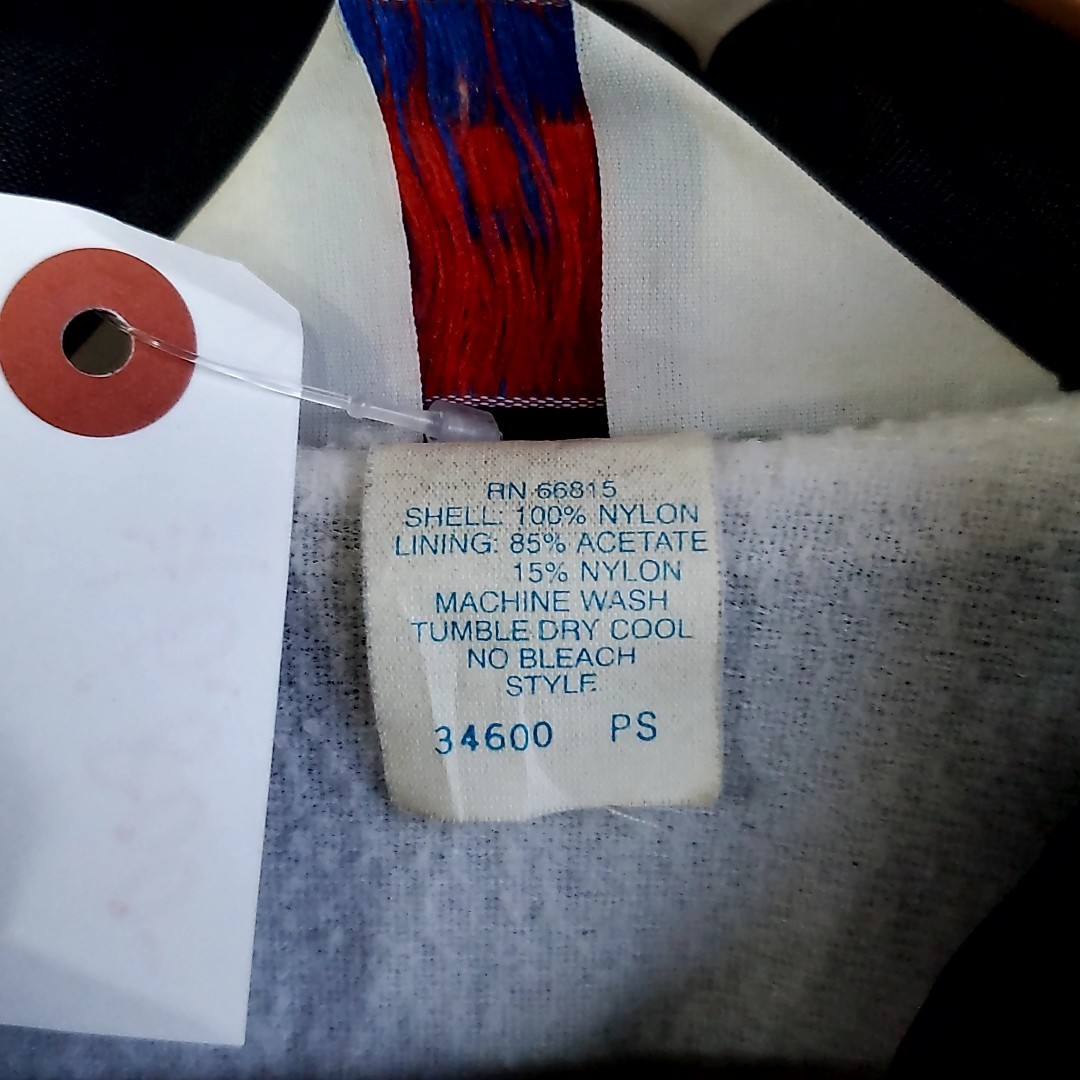 RN 66815
SHELL: 100% NYLON
LINING: 85% ACETATE
15% NYLON
MACHINE WASH
TUMBLE DRY COOL
NO BLEACH
STYLE
34600 PS